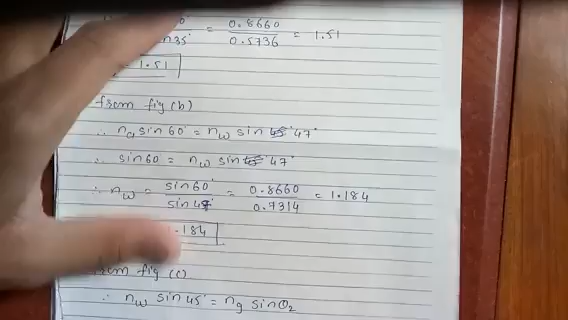 0° = 0.8660 / 0.5736 = 1.51
n35°
1.51
from fig (b)
∴ na sin 60° = nw sin 47°
∴ sin 60 = nw sin 47°
∴ nw = sin 60° / sin 47 = 0.8660 / 0.7314 = 1.184
1.184
from fig (c)
∴ nw sin 45° = ng sin θ2